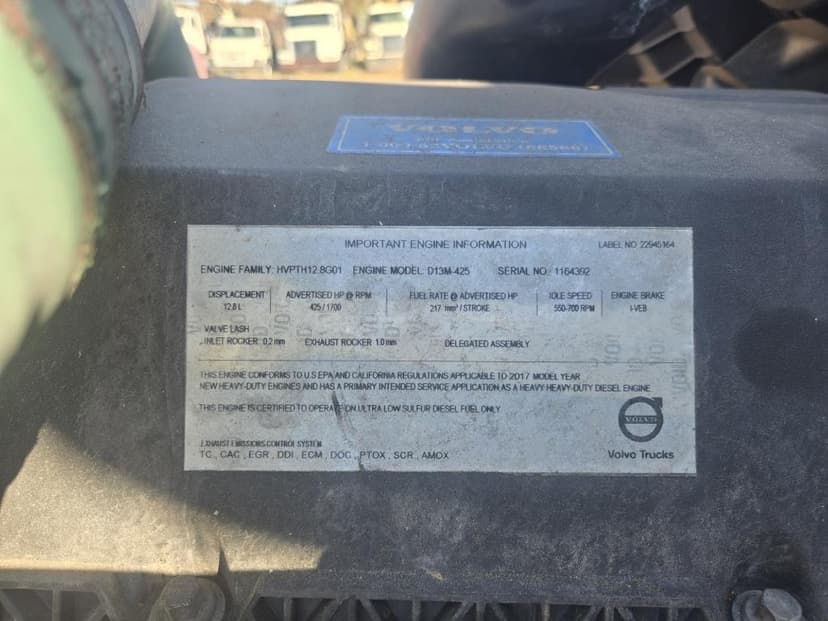 VOLVO
IMPORTANT ENGINE INFORMATION LABEL NO 22945164
ENGINE FAMILY: HVPTH12.8G01 ENGINE MODEL: D13M-425 SERIAL NO: 1164392
DISPLACEMENT ADVERTISED HP @ RPM FUEL RATE @ ADVERTISED HP IDLE SPEED ENGINE BRAKE
12.8 L 425 / 1700 217 mm³ / STROKE 550-700 RPM I-VEB
VALVE LASH
INLET ROCKER: 0.2 mm EXHAUST ROCKER 1.0 mm DELEGATED ASSEMBLY
THIS ENGINE CONFORMS TO U.S EPA AND CALIFORNIA REGULATIONS APPLICABLE TO 2017 MODEL YEAR
NEW HEAVY-DUTY ENGINES AND HAS A PRIMARY INTENDED SERVICE APPLICATION AS A HEAVY HEAVY-DUTY DIESEL ENGINE
THIS ENGINE IS CERTIFIED TO OPERATE ON ULTRA LOW SULFUR DIESEL FUEL ONLY
VOLVO
EXHAUST EMISSIONS CONTROL SYSTEM
TC , CAC , EGR , DDI , ECM , DOC , PTOX , SCR , AMOX Volvo Trucks